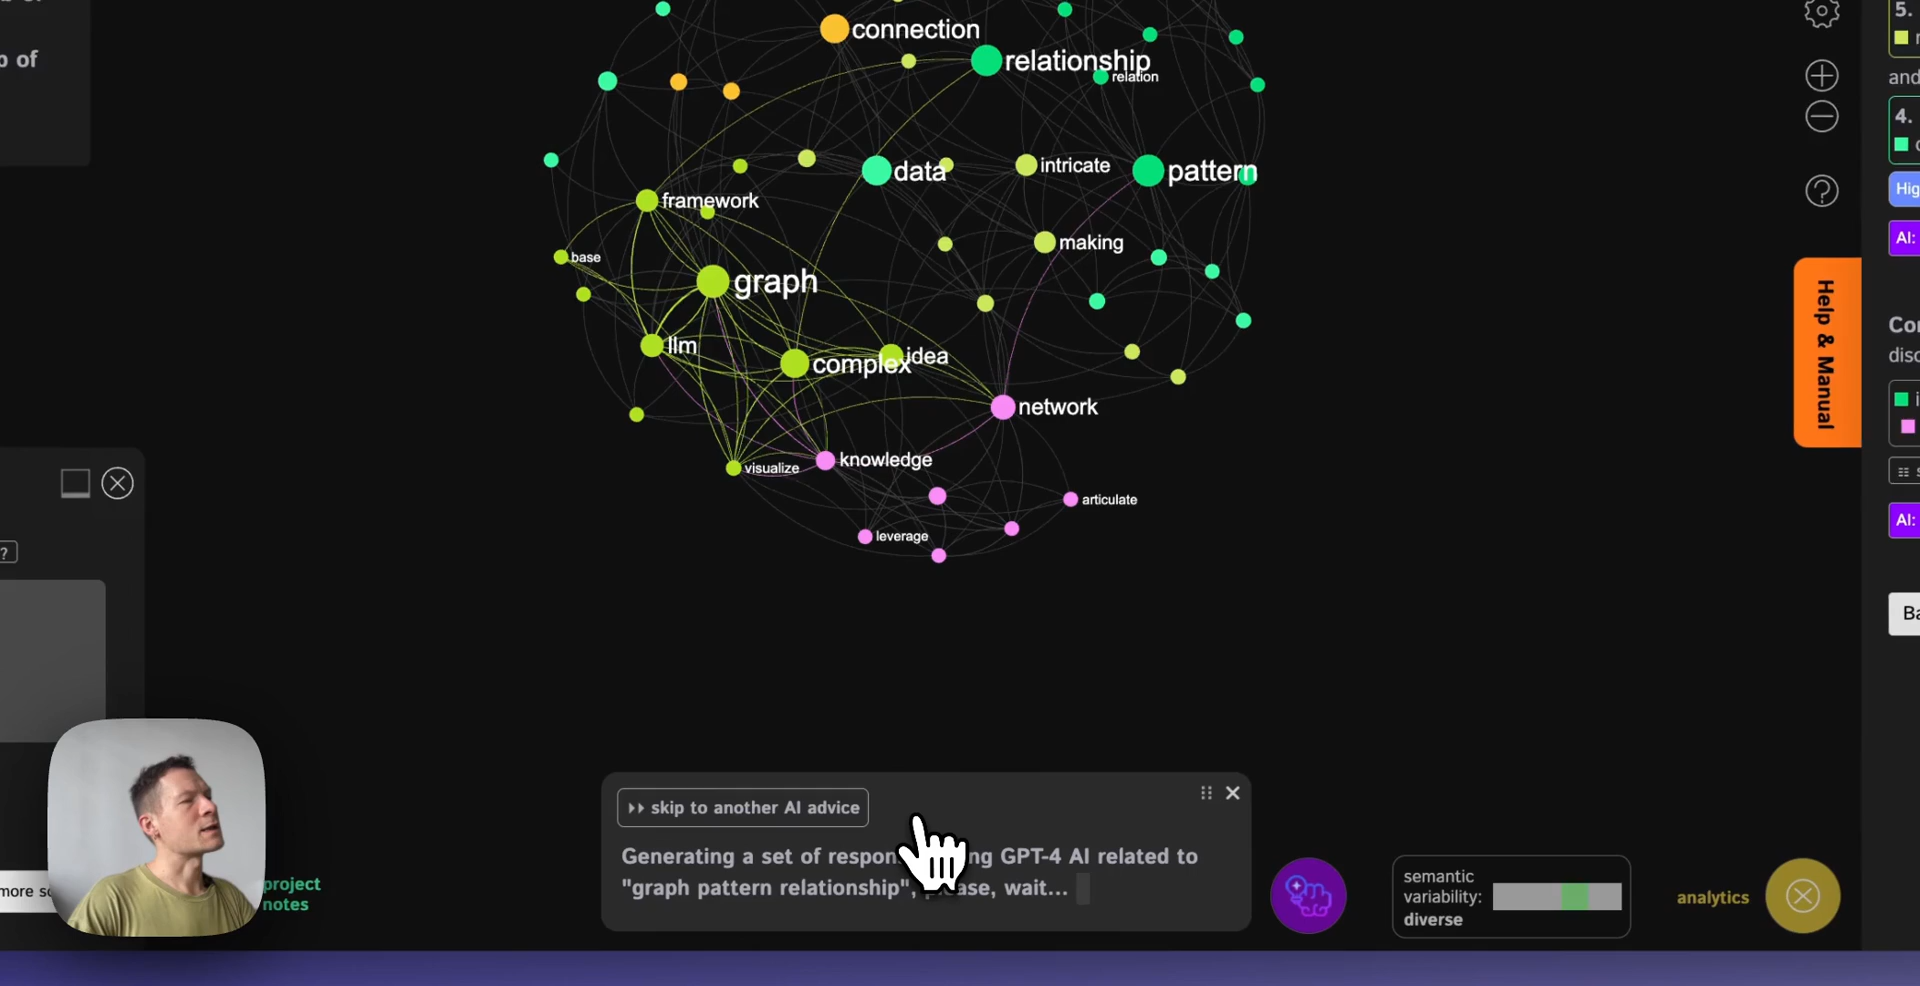 o of
connection
relationship
relation
data
intricate
pattern
framework
making
base
graph
llm
complex
idea
network
knowledge
visualize
articulate
leverage
?
more so
project
notes
skip to another AI advice
Generating a set of respon ng GPT-4 AI related to
"graph pattern relationship", ase, wait...
semantic
variability:
diverse
analytics
Help & Manual
5.
and
4.
Hig
AI:
Cor
disc
AI:
Ba